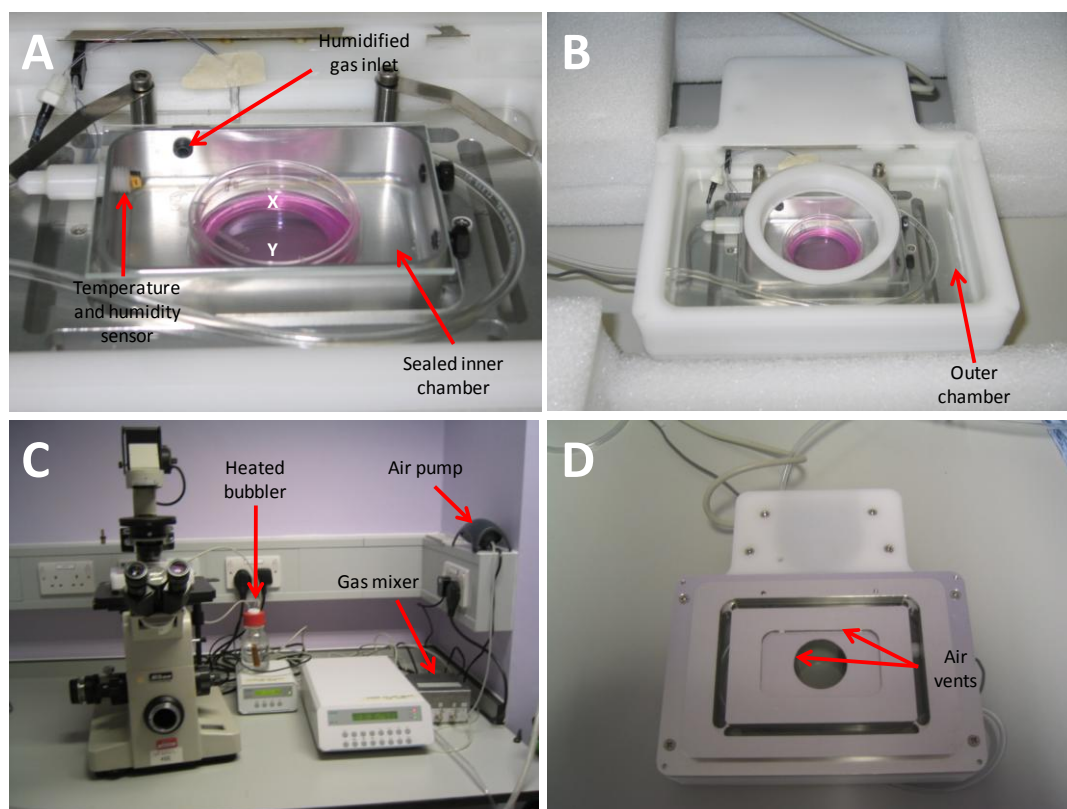 A
Humidified
gas inlet
X
Y
Temperature
and humidity
sensor
Sealed inner
chamber
B
Outer
chamber
C
Heated
bubbler
Air pump
Gas mixer
D
Air
vents